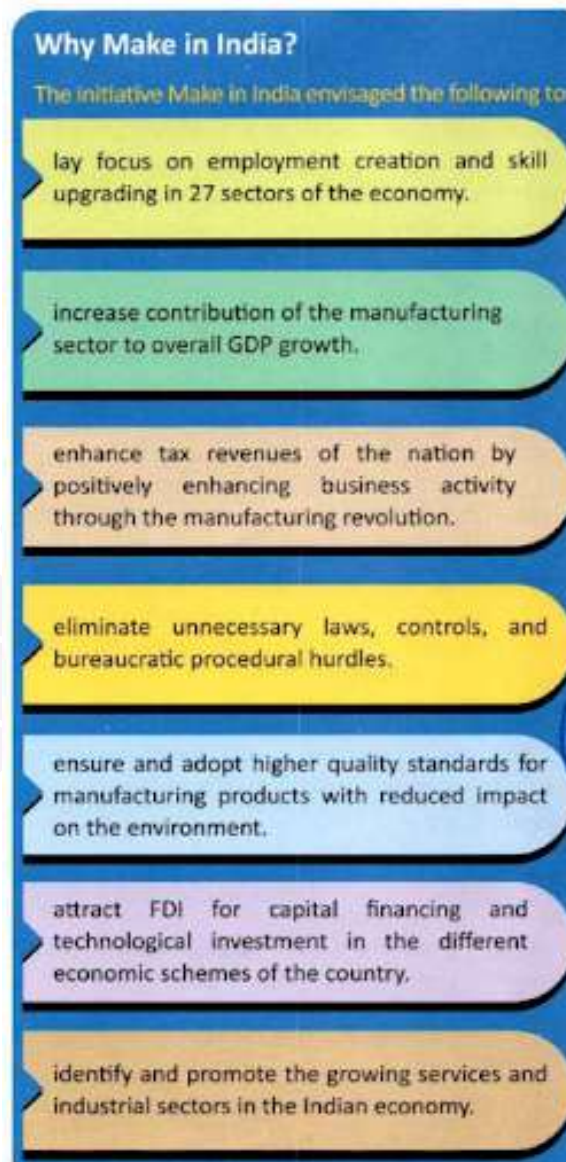 Why Make in India?
The initiative Make in India envisaged the following to
lay focus on employment creation and skill
upgrading in 27 sectors of the economy.
increase contribution of the manufacturing
sector to overall GDP growth.
enhance tax revenues of the nation by
positively enhancing business activity
through the manufacturing revolution.
eliminate unnecessary laws, controls, and
bureaucratic procedural hurdles.
ensure and adopt higher quality standards for
manufacturing products with reduced impact
on the environment.
attract FDI for capital financing and
technological investment in the different
economic schemes of the country.
identify and promote the growing services and
industrial sectors in the Indian economy.